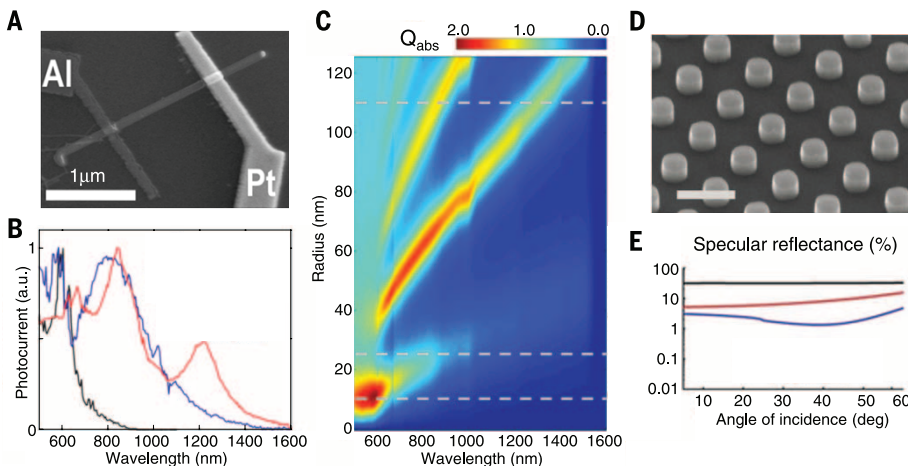 A
Al
Pt
1μm
B
Photocurrent (a.u.)
1
0
600 800 1000 1200 1400 1600
Wavelength (nm)
C
Q_abs 2.0 1.0 0.0
Radius (nm)
120
100
80
60
40
20
0
600 800 1000 1200 1400 1600
Wavelength (nm)
D
E
Specular reflectance (%)
100
10
1
0.1
0.01
10 20 30 40 50 60
Angle of incidence (deg)